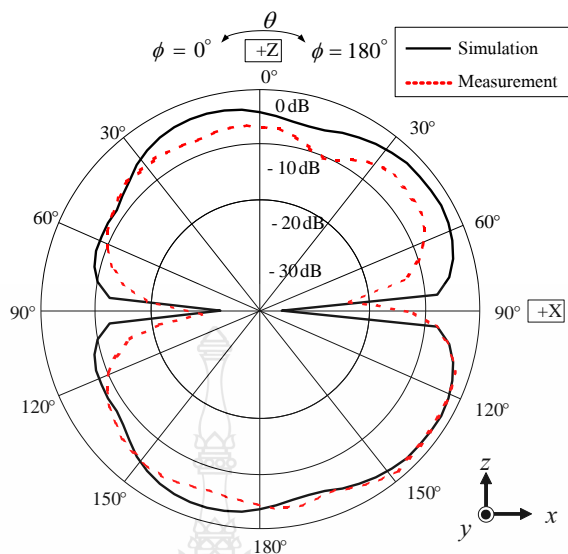 θ
ϕ = 0° +Z ϕ = 180°
Simulation
Measurement
0°
0 dB
30° 30°
- 10 dB
60° 60°
- 20 dB
- 30 dB
90° 90° +X
120° 120°
150° 150°
180°
z
y x